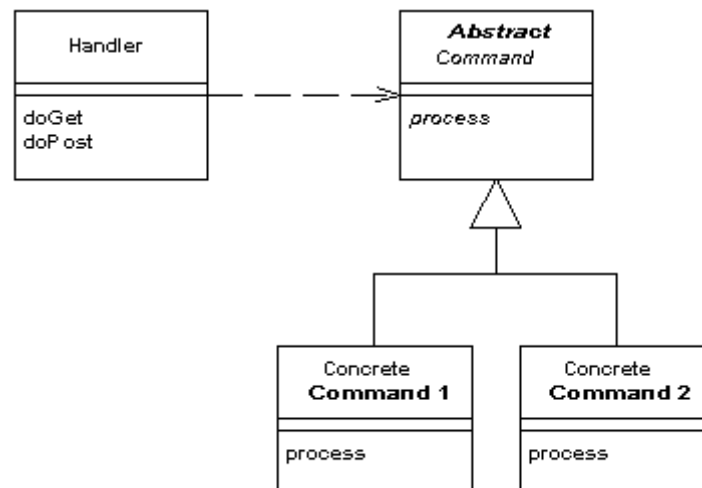 Handler
doGet
doPost
Abstract
Command
process
Concrete
Command 1
process
Concrete
Command 2
process